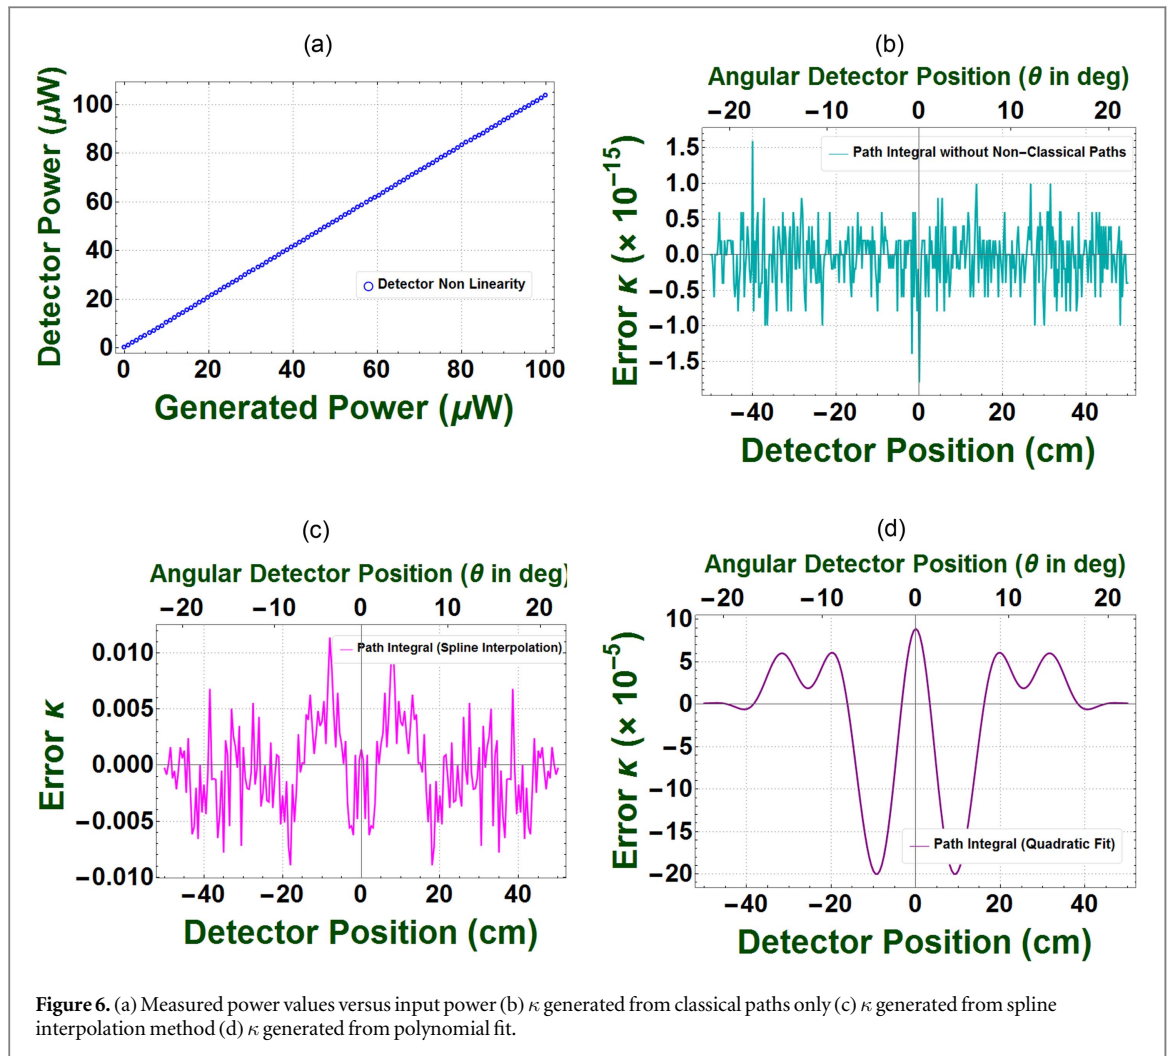 (a)
Detector Power (μW)
100
80
60
40
20
0
Detector Non Linearity
0 20 40 60 80 100
Generated Power (μW)
(b)
Angular Detector Position (θ in deg)
−20 −10 0 10 20
Error κ (× 10⁻¹⁵)
1.5
1.0
0.5
0.0
−0.5
−1.0
−1.5
Path Integral without Non−Classical Paths
−40 −20 0 20 40
Detector Position (cm)
(c)
Angular Detector Position (θ in deg)
−20 −10 0 10 20
Error κ
0.010
0.005
0.000
−0.005
−0.010
Path Integral (Spline Interpolation)
−40 −20 0 20 40
Detector Position (cm)
(d)
Angular Detector Position (θ in deg)
−20 −10 0 10 20
Error κ (× 10⁻⁵)
10
5
0
−5
−10
−15
−20
Path Integral (Quadratic Fit)
−40 −20 0 20 40
Detector Position (cm)
Figure 6. (a) Measured power values versus input power (b) κ generated from classical paths only (c) κ generated from spline
interpolation method (d) κ generated from polynomial fit.